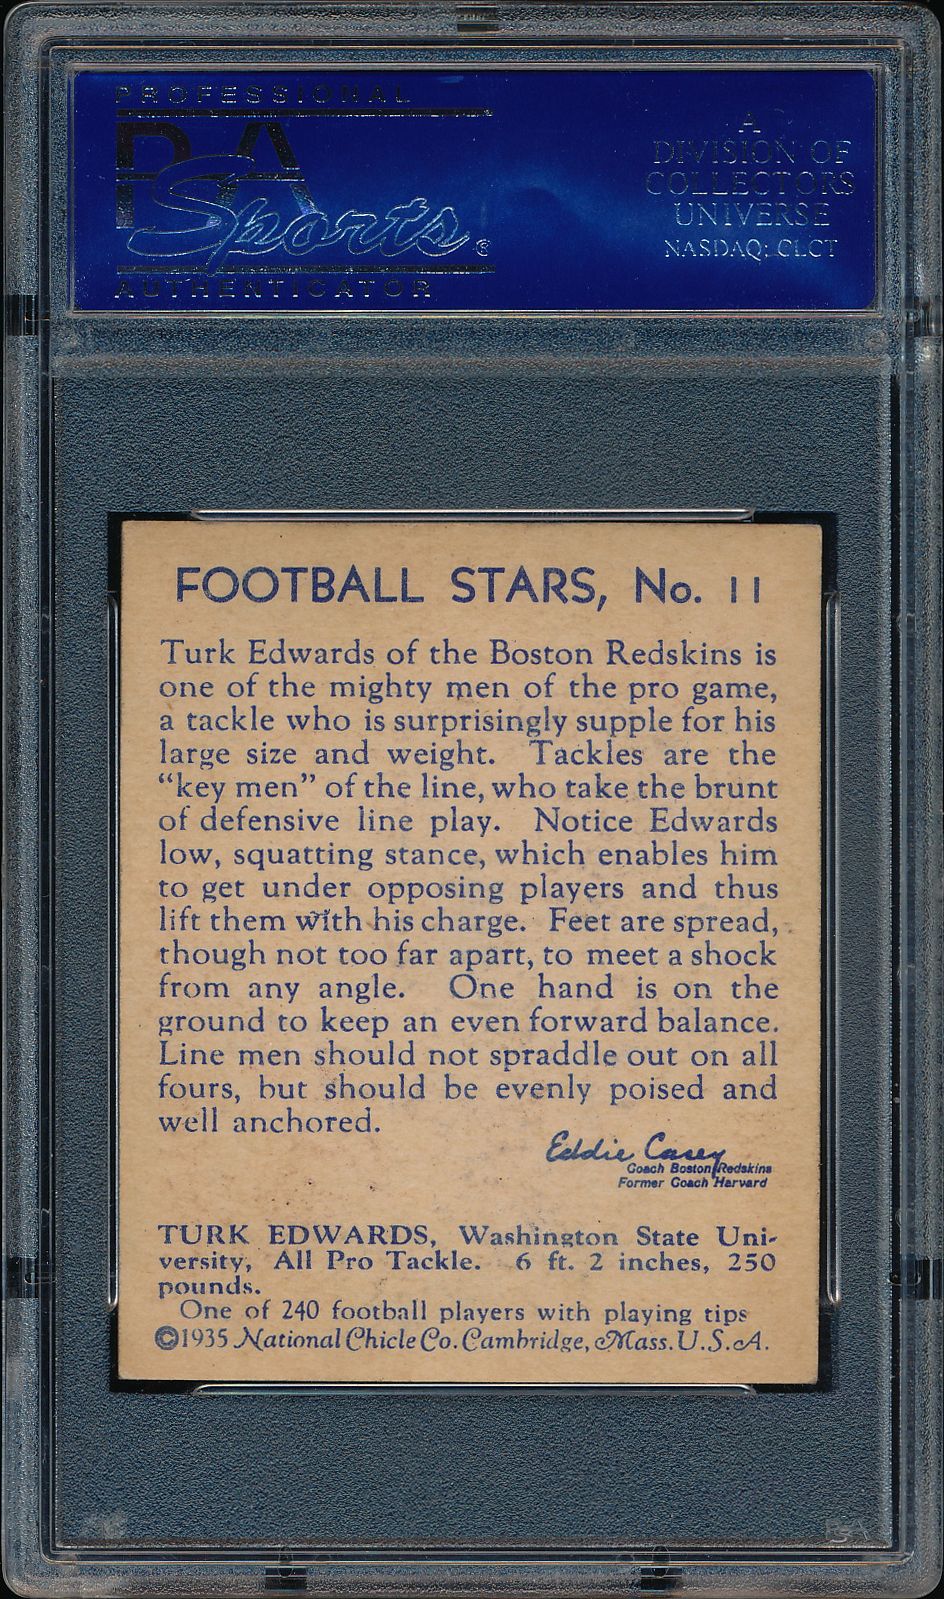 PROFESSIONAL
PSA
Sports®
AUTHENTICATOR
A
DIVISION OF
COLLECTORS
UNIVERSE
NASDAQ: CLCT
FOOTBALL STARS, No. 11
Turk Edwards of the Boston Redskins is
one of the mighty men of the pro game,
a tackle who is surprisingly supple for his
large size and weight. Tackles are the
“key men” of the line, who take the brunt
of defensive line play. Notice Edwards
low, squatting stance, which enables him
to get under opposing players and thus
lift them with his charge. Feet are spread,
though not too far apart, to meet a shock
from any angle. One hand is on the
ground to keep an even forward balance.
Line men should not spraddle out on all
fours, but should be evenly poised and
well anchored.
Eddie Casey
Coach Boston Redskins
Former Coach Harvard
TURK EDWARDS, Washington State Uni-
versity, All Pro Tackle. 6 ft. 2 inches, 250
pounds.
One of 240 football players with playing tips
©1935 National Chicle Co. Cambridge, Mass. U.S.A.
PSA